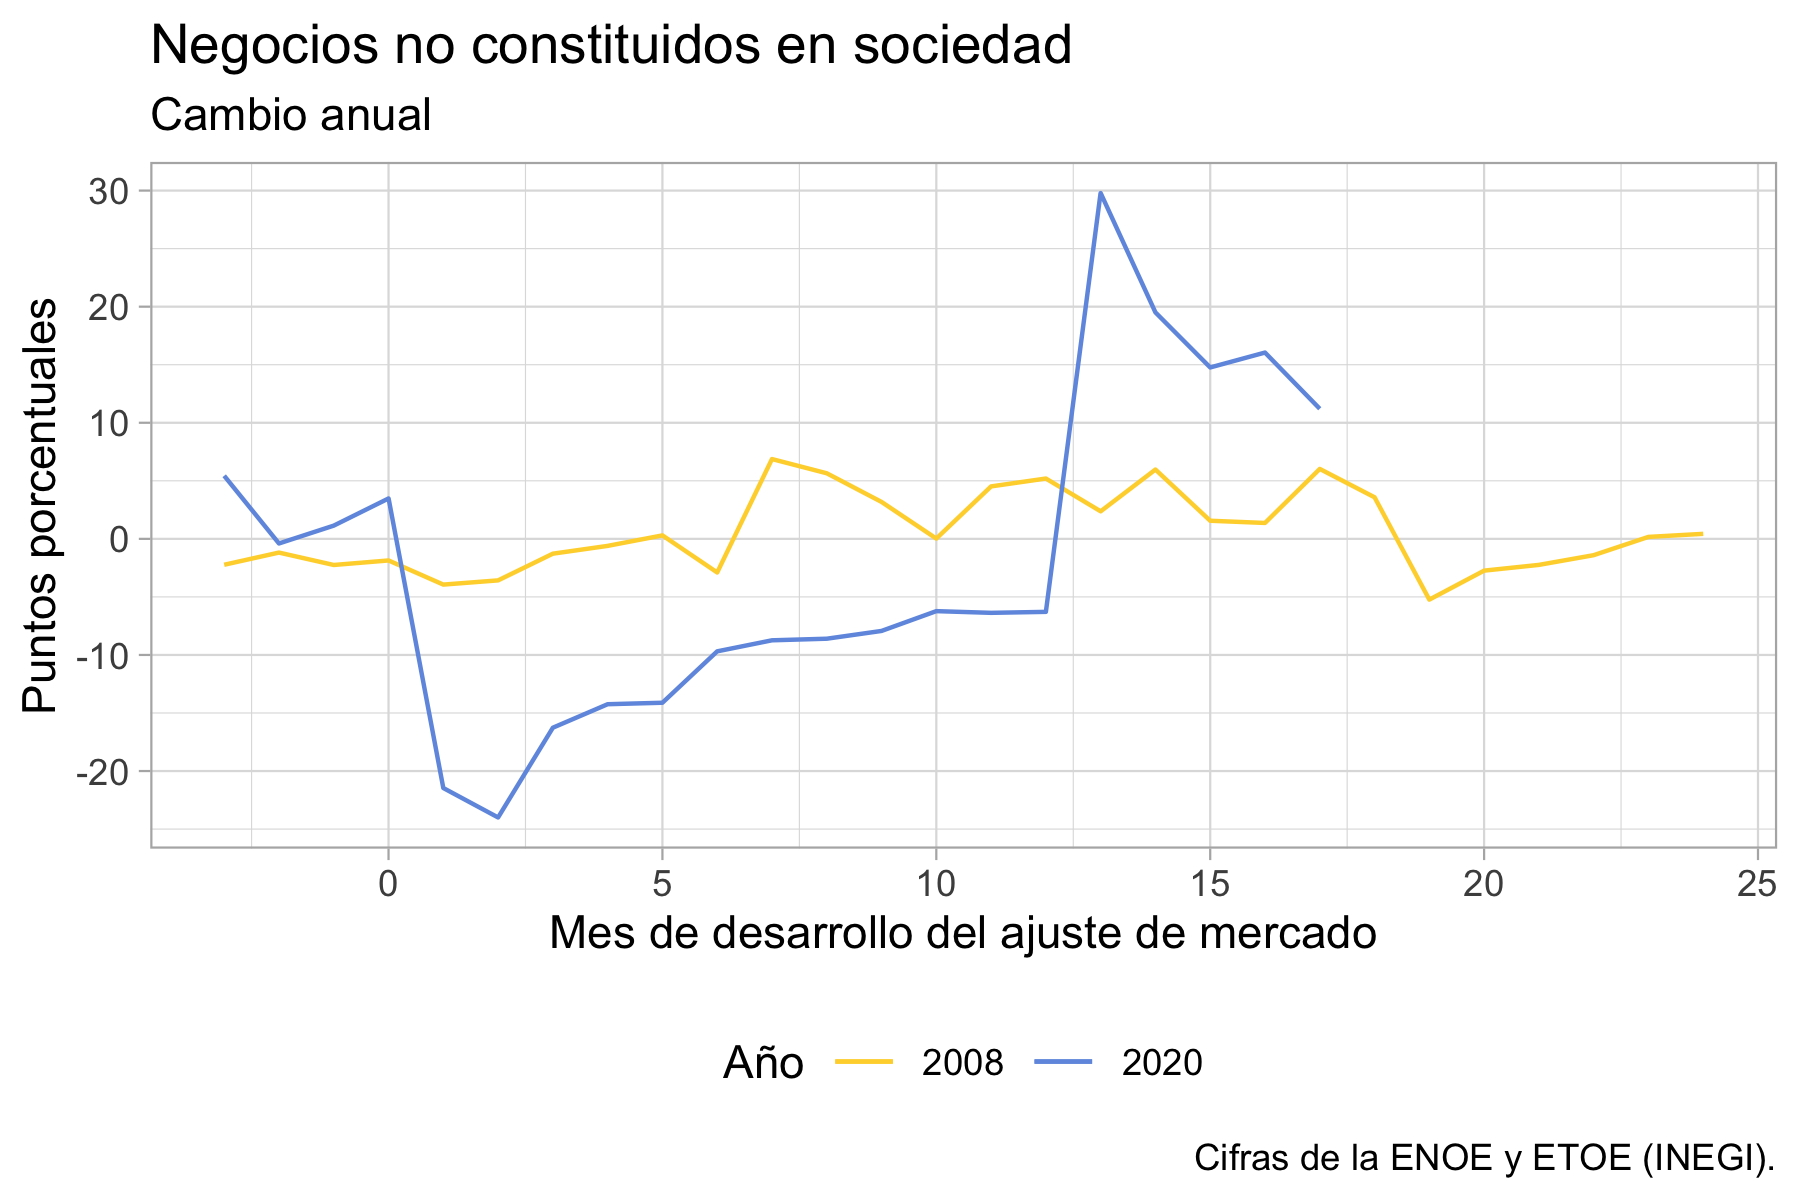 Negocios no constituidos en sociedad
Cambio anual
Puntos porcentuales
30
20
10
0
-10
-20
0 5 10 15 20 25
Mes de desarrollo del ajuste de mercado
Año 2008 2020
Cifras de la ENOE y ETOE (INEGI).